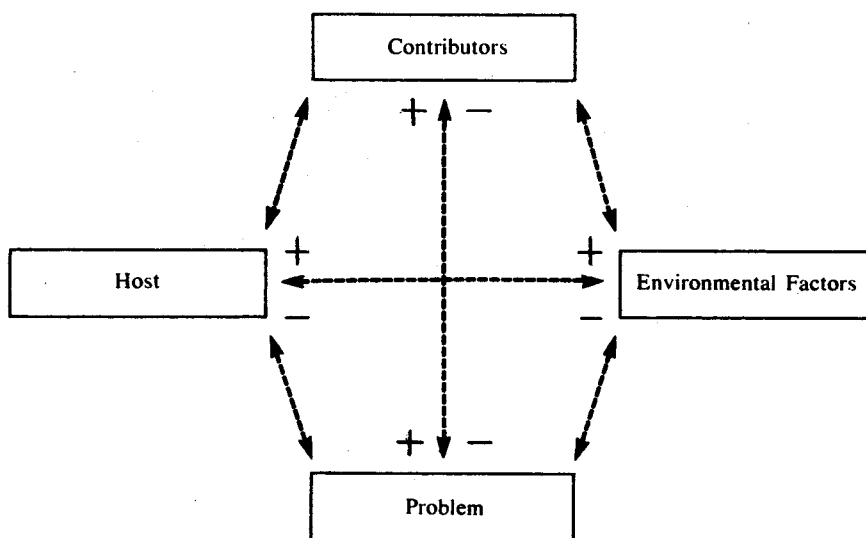 Contributors
+ −
Host
+
−
+
−
Environmental Factors
+ −
Problem